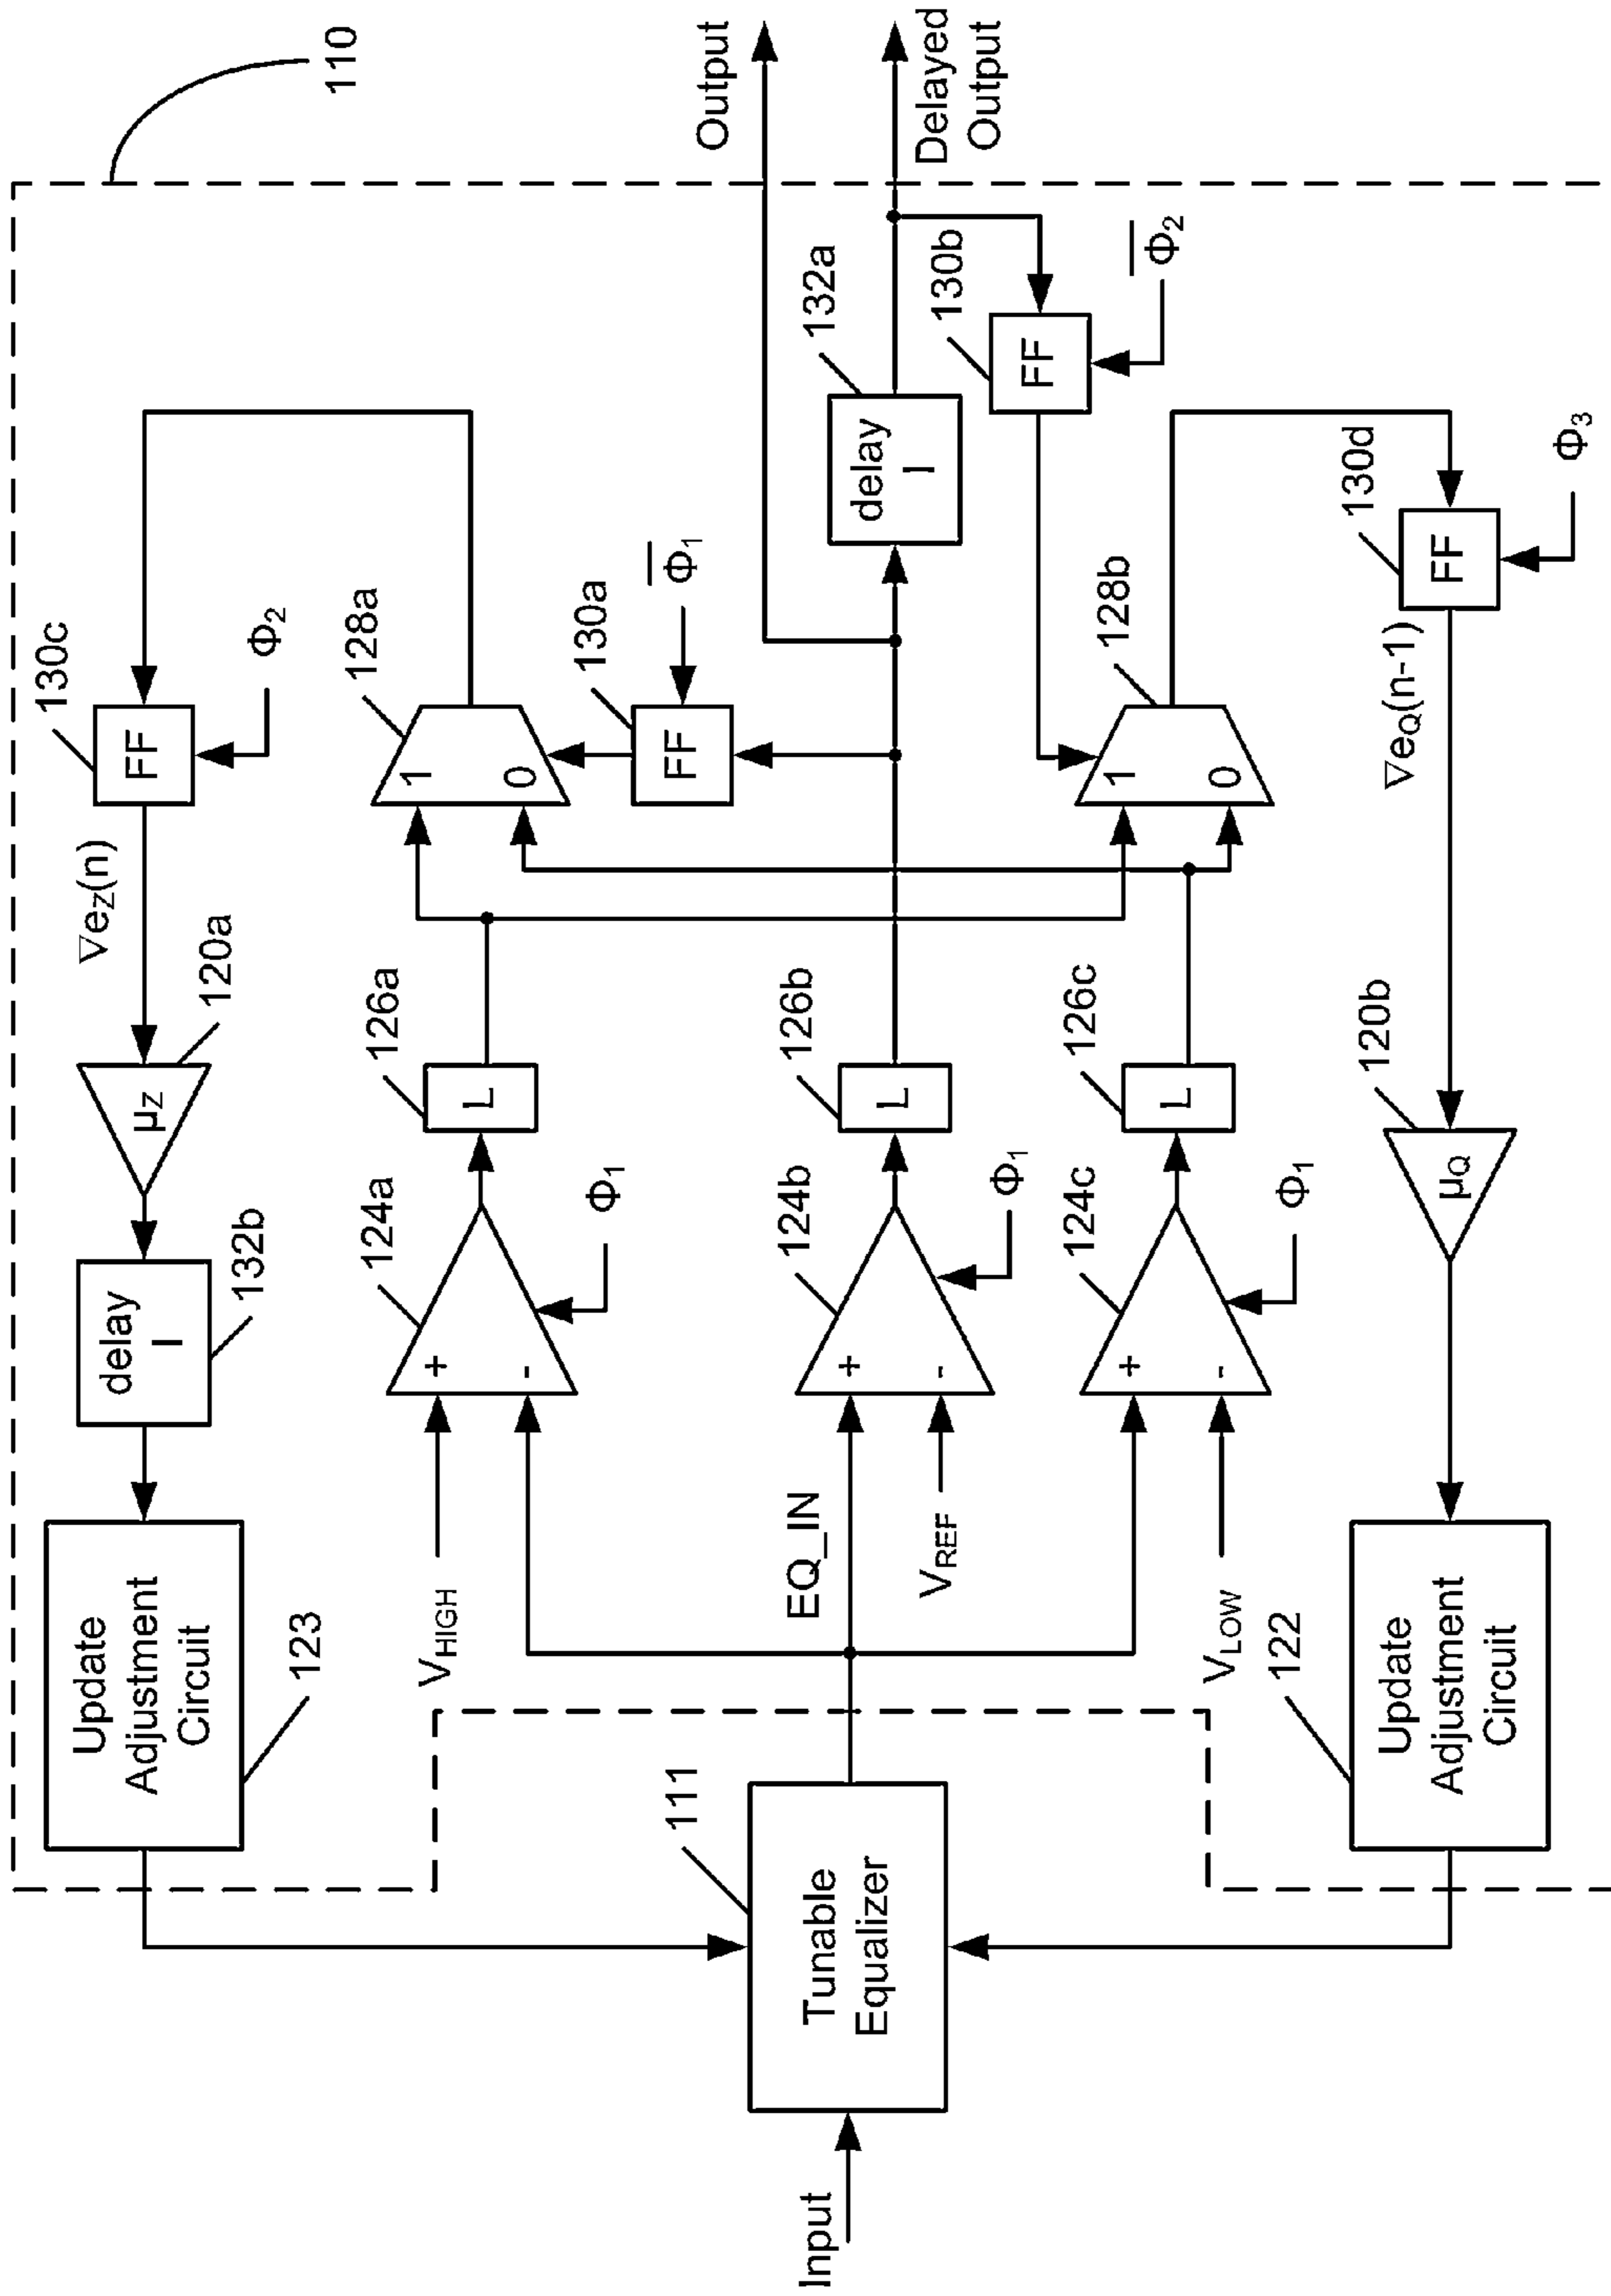 110
Update
Adjustment
Circuit
123
delay
I
132b
μZ
120a
∇eZ(n)
FF
130c
Φ2
VHIGH
+
-
124a
Φ1
L
126a
1
0
128a
FF
130a
Φ̅1
Output
Input
Tunable
Equalizer
111
EQ_IN
VREF
+
-
124b
Φ1
L
126b
delay
I
132a
Delayed
Output
FF
130b
Φ̅2
VLOW
+
-
124c
Φ1
L
126c
1
0
128b
Update
Adjustment
Circuit
122
μQ
120b
∇eQ(n-1)
FF
130d
Φ3